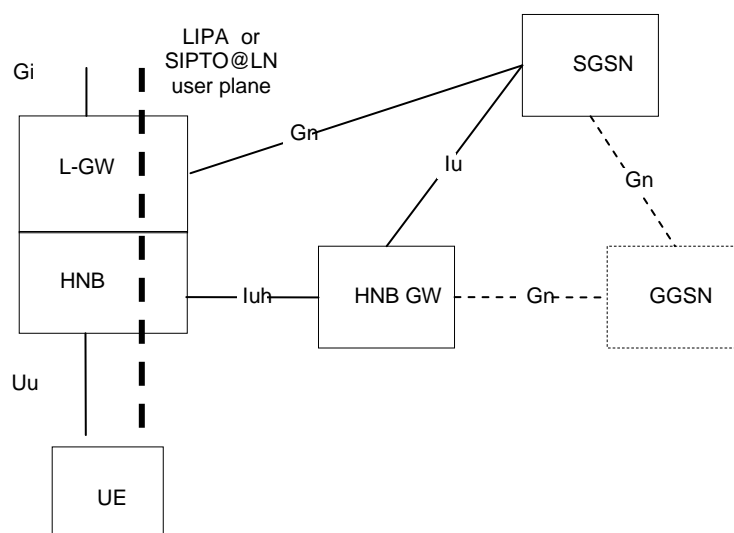 LIPA or
SIPTO@LN
user plane
Gi
SGSN
Gn
L-GW
Iu
Gn
HNB
Iuh
HNB GW
Gn
GGSN
Uu
UE